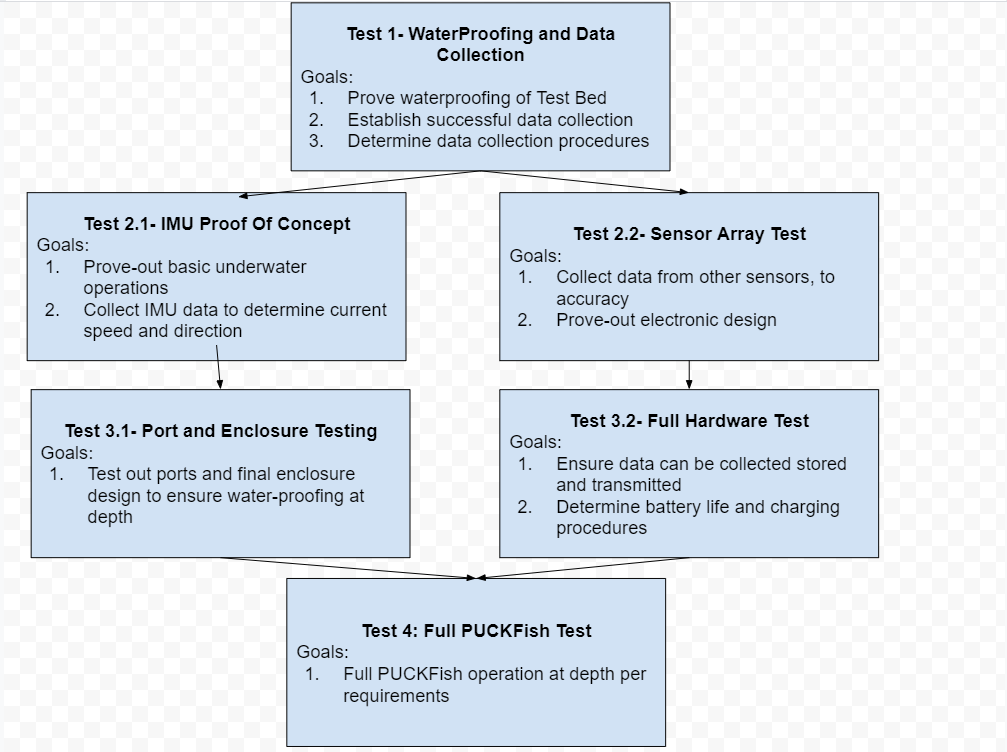 Test 1- WaterProofing and Data
Collection
Goals:
1. Prove waterproofing of Test Bed
2. Establish successful data collection
3. Determine data collection procedures
Test 2.1- IMU Proof Of Concept
Goals:
1. Prove-out basic underwater
operations
2. Collect IMU data to determine current
speed and direction
Test 2.2- Sensor Array Test
Goals:
1. Collect data from other sensors, to
accuracy
2. Prove-out electronic design
Test 3.1- Port and Enclosure Testing
Goals:
1. Test out ports and final enclosure
design to ensure water-proofing at
depth
Test 3.2- Full Hardware Test
Goals:
1. Ensure data can be collected stored
and transmitted
2. Determine battery life and charging
procedures
Test 4: Full PUCKFish Test
Goals:
1. Full PUCKFish operation at depth per
requirements